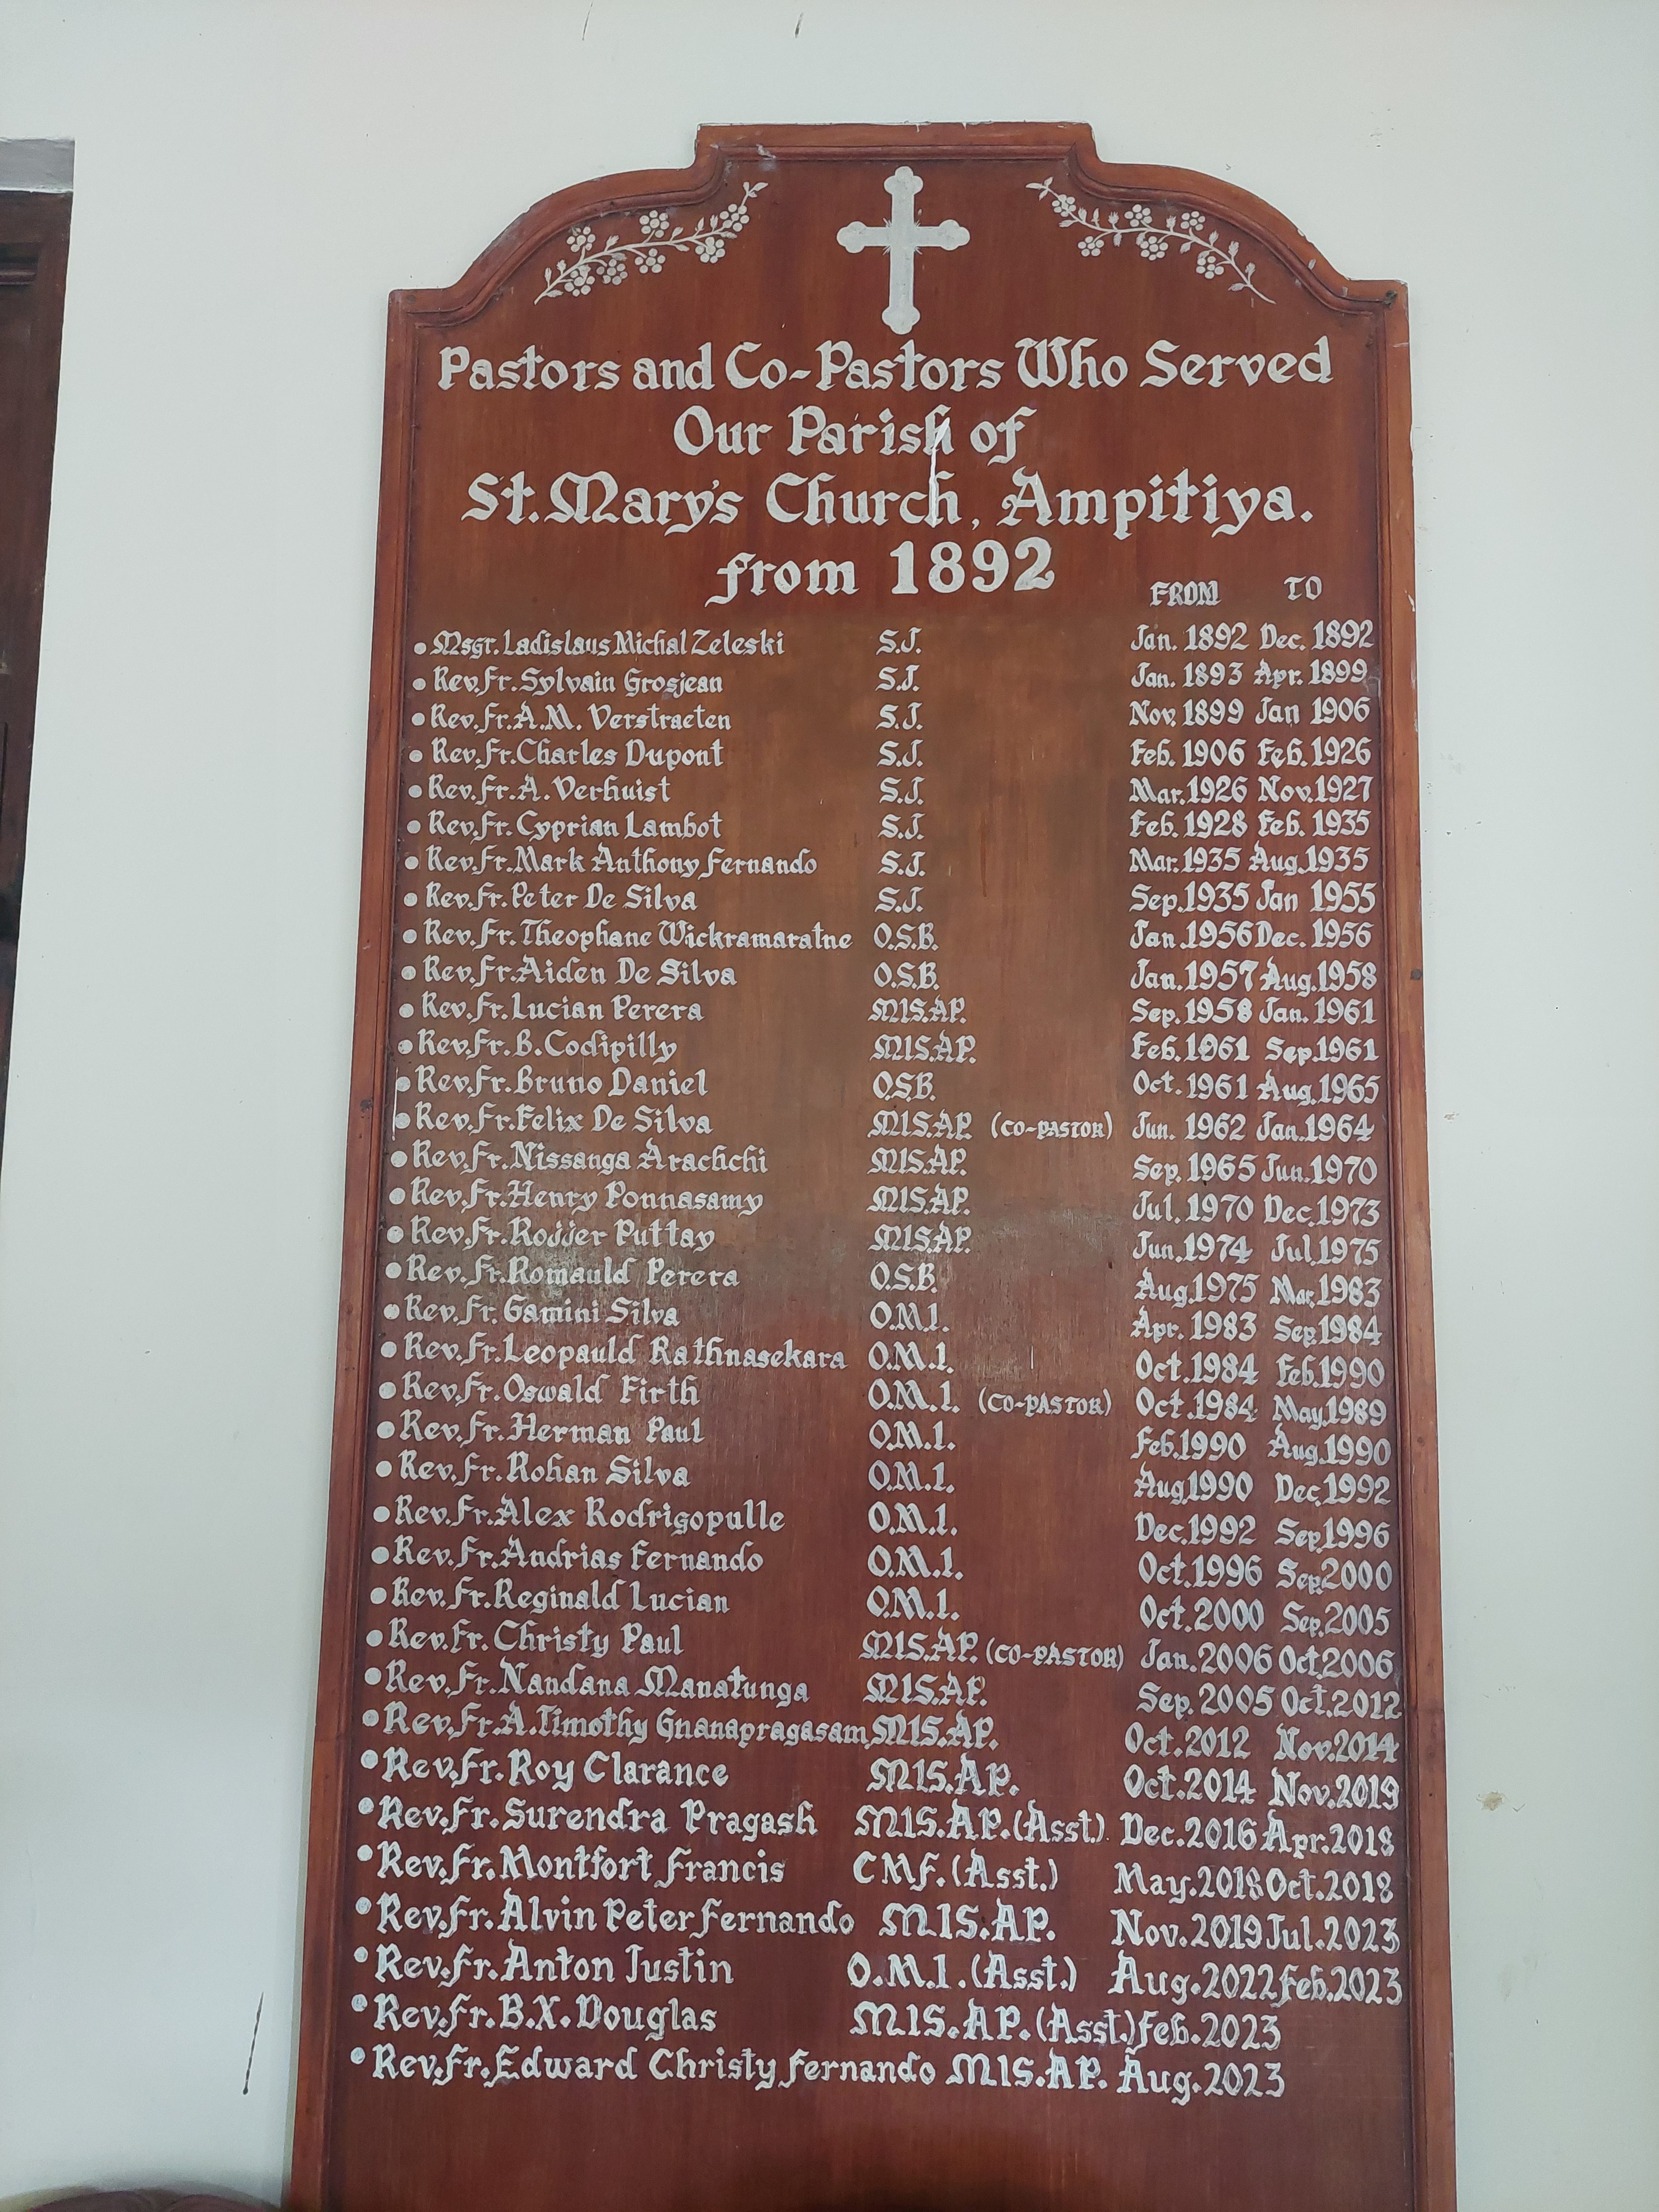 Pastors and Co-Pastors Who Served
Our Parish of
St. Mary's Church, Ampitiya.
from 1892
FROM TO
• Msgr. Ladislaus Michal Zeleski S.J. Jan. 1892 Dec. 1892
• Rev. Fr. Sylvain Grosjean S.J. Jan. 1893 Apr. 1899
• Rev. Fr. A.M. Verstraeten S.J. Nov. 1899 Jan 1906
• Rev. Fr. Charles Dupont S.J. Feb. 1906 Feb. 1926
• Rev. Fr. A. Verhuist S.J. Mar. 1926 Nov. 1927
• Rev. Fr. Cyprian Lambot S.J. Feb. 1928 Feb. 1935
• Rev. Fr. Mark Anthony Fernando S.J. Mar. 1935 Aug. 1935
• Rev. Fr. Peter De Silva S.J. Sep. 1935 Jan 1955
• Rev. Fr. Theophane Wickramaratne O.S.B. Jan. 1956 Dec. 1956
• Rev. Fr. Aiden De Silva O.S.B. Jan. 1957 Aug. 1958
• Rev. Fr. Lucian Perera MIS.AP. Sep. 1958 Jan. 1961
• Rev. Fr. B. Codipilly MIS.AP. Feb. 1961 Sep. 1961
• Rev. Fr. Bruno Daniel O.S.B. Oct. 1961 Aug. 1965
• Rev. Fr. Felix De Silva MIS.AP. (CO-PASTOR) Jun. 1962 Jan. 1964
• Rev. Fr. Nissanga Arachchi MIS.AP. Sep. 1965 Jun. 1970
• Rev. Fr. Henry Ponnasamy MIS.AP. Jul. 1970 Dec. 1973
• Rev. Fr. Rojjer Puttay MIS.AP. Jun. 1974 Jul. 1975
• Rev. Fr. Romauld Perera O.S.B. Aug. 1975 Mar. 1983
• Rev. Fr. Gamini Silva O.M.I. Apr. 1983 Sep. 1984
• Rev. Fr. Leopauld Rathnasekara O.M.I. Oct. 1984 Feb. 1990
• Rev. Fr. Oswald Firth O.M.I. (CO-PASTOR) Oct. 1984 May. 1989
• Rev. Fr. Herman Paul O.M.I. Feb. 1990 Aug. 1990
• Rev. Fr. Rohan Silva O.M.I. Aug. 1990 Dec. 1992
• Rev. Fr. Alex Rodrigopulle O.M.I. Dec. 1992 Sep. 1996
• Rev. Fr. Andrias Fernando O.M.I. Oct. 1996 Sep. 2000
• Rev. Fr. Reginald Lucian O.M.I. Oct. 2000 Sep. 2005
• Rev. Fr. Christy Paul MIS.AP. (CO-PASTOR) Jan. 2006 Oct. 2006
• Rev. Fr. Nandana Manatunga MIS.AP. Sep. 2005 Oct. 2012
• Rev. Fr. A. Timothy Gnanapragasam, MIS.AP. Oct. 2012 Nov. 2014
• Rev. Fr. Roy Clarance MIS.AP. Oct. 2014 Nov. 2019
• Rev. Fr. Surendra Pragash MIS.AP. (Asst.) Dec. 2016 Apr. 2018
• Rev. Fr. Montfort Francis CMF. (Asst.) May. 2018 Oct. 2018
• Rev. Fr. Alvin Peter Fernando MIS.AP. Nov. 2019 Jul. 2023
• Rev. Fr. Anton Justin O.M.I. (Asst.) Aug. 2022 Feb. 2023
• Rev. Fr. B.X. Douglas MIS.AP. (Asst.) Feb. 2023
• Rev. Fr. Edward Christy Fernando MIS.AP. Aug. 2023